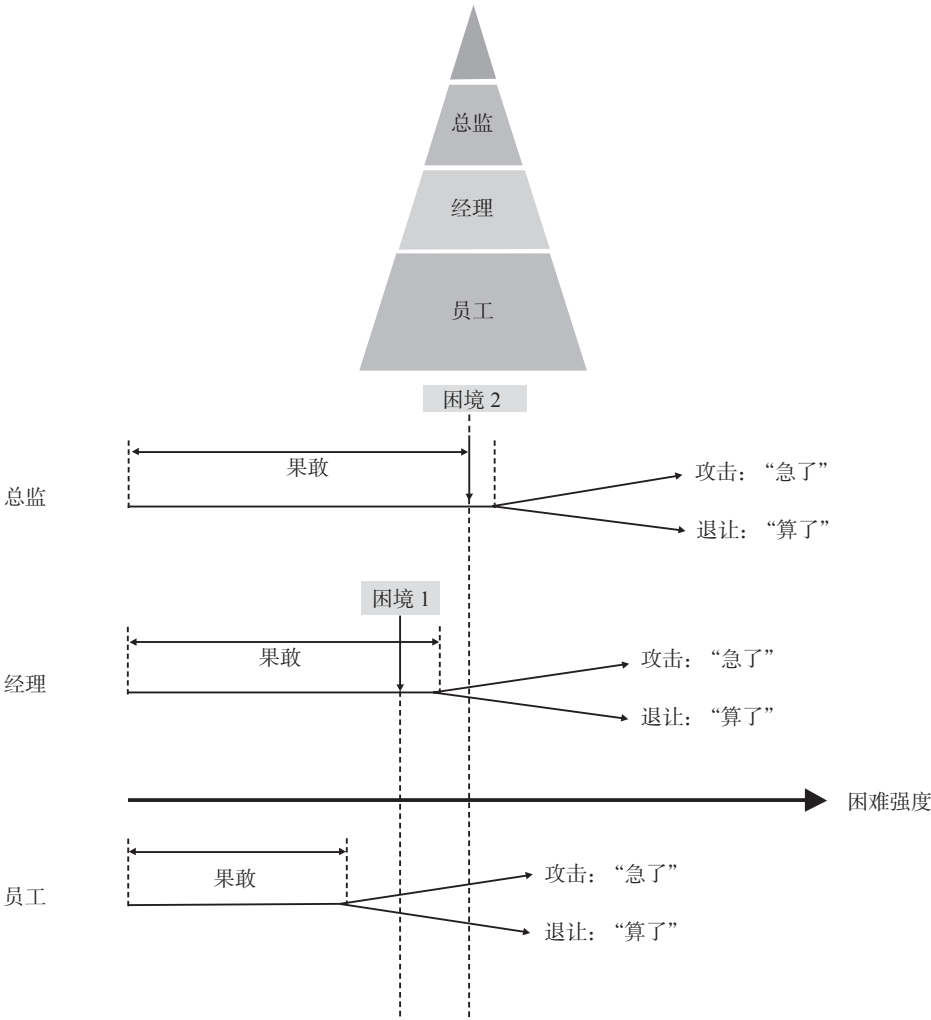 总监
经理
员工
困境 2
果敢
总监
攻击：“急了”
退让：“算了”
困境 1
果敢
经理
攻击：“急了”
退让：“算了”
困难强度
果敢
员工
攻击：“急了”
退让：“算了”